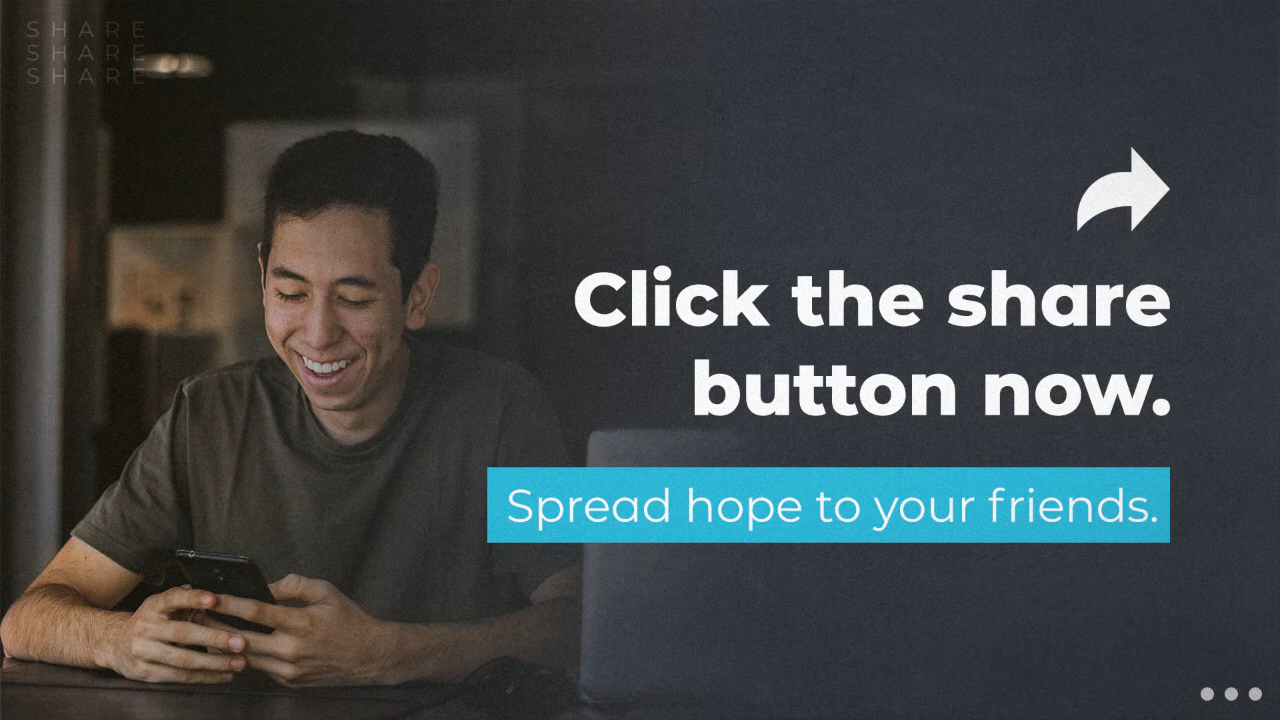 SHARE
SHARE
SHARE
Click the share
button now.
Spread hope to your friends.